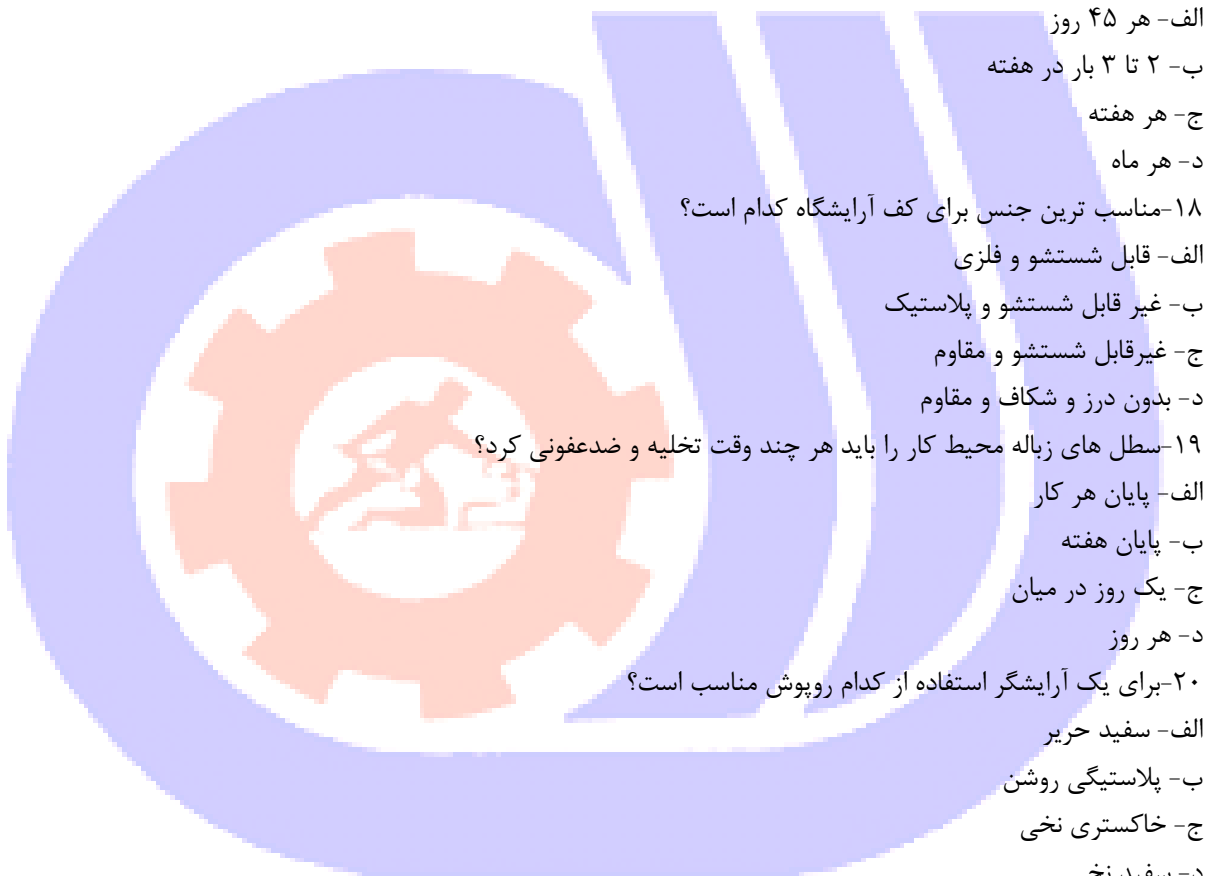 الف- هر ۴۵ روز
ب- ۲ تا ۳ بار در هفته
ج- هر هفته
د- هر ماه
۱۸-مناسب ترین جنس برای کف آرایشگاه کدام است؟
الف- قابل شستشو و فلزی
ب- غیر قابل شستشو و پلاستیک
ج- غیرقابل شستشو و مقاوم
د- بدون درز و شکاف و مقاوم
۱۹-سطل های زباله محیط کار را باید هر چند وقت تخلیه و ضدعفونی کرد؟
الف- پایان هر کار
ب- پایان هفته
ج- یک روز در میان
د- هر روز
۲۰-برای یک آرایشگر استفاده از کدام روپوش مناسب است؟
الف- سفید حریر
ب- پلاستیگی روشن
ج- خاکستری نخی
د- سفید نخی